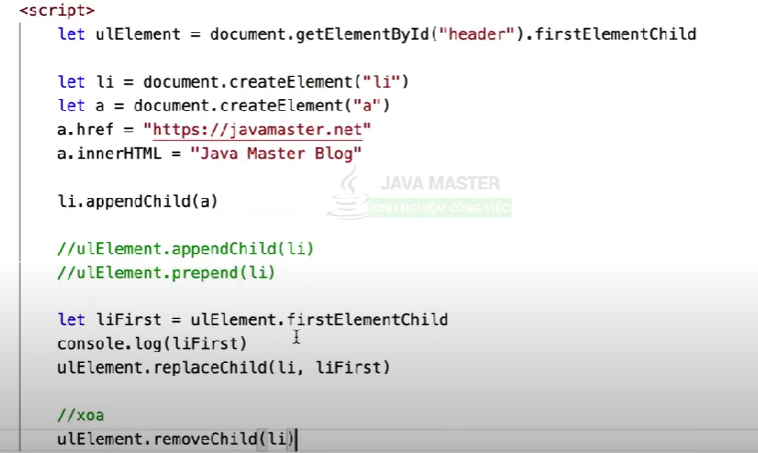 <script>
let ulElement = document.getElementById("header").firstElementChild
let li = document.createElement("li")
let a = document.createElement("a")
a.href = "https://javamaster.net"
a.innerHTML = "Java Master Blog"
li.appendChild(a)
JAVA MASTER
KINH NGHIỆM CÔNG VIỆC
//ulElement.appendChild(li)
//ulElement.prepend(li)
let liFirst = ulElement.firstElementChild
console.log(liFirst)
ulElement.replaceChild(li, liFirst)
//xoa
ulElement.removeChild(li)